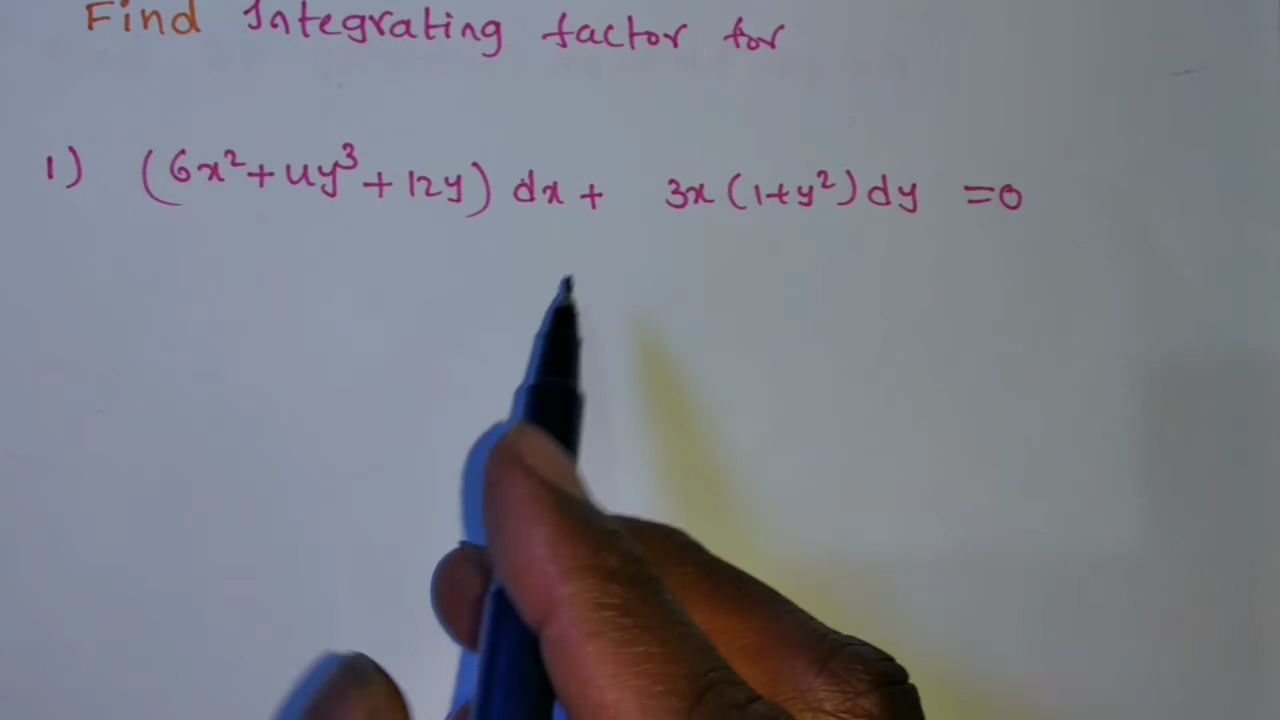 Find Integrating factor for
1) (6x²+4y³+12y) dx + 3x(1+y²)dy =0